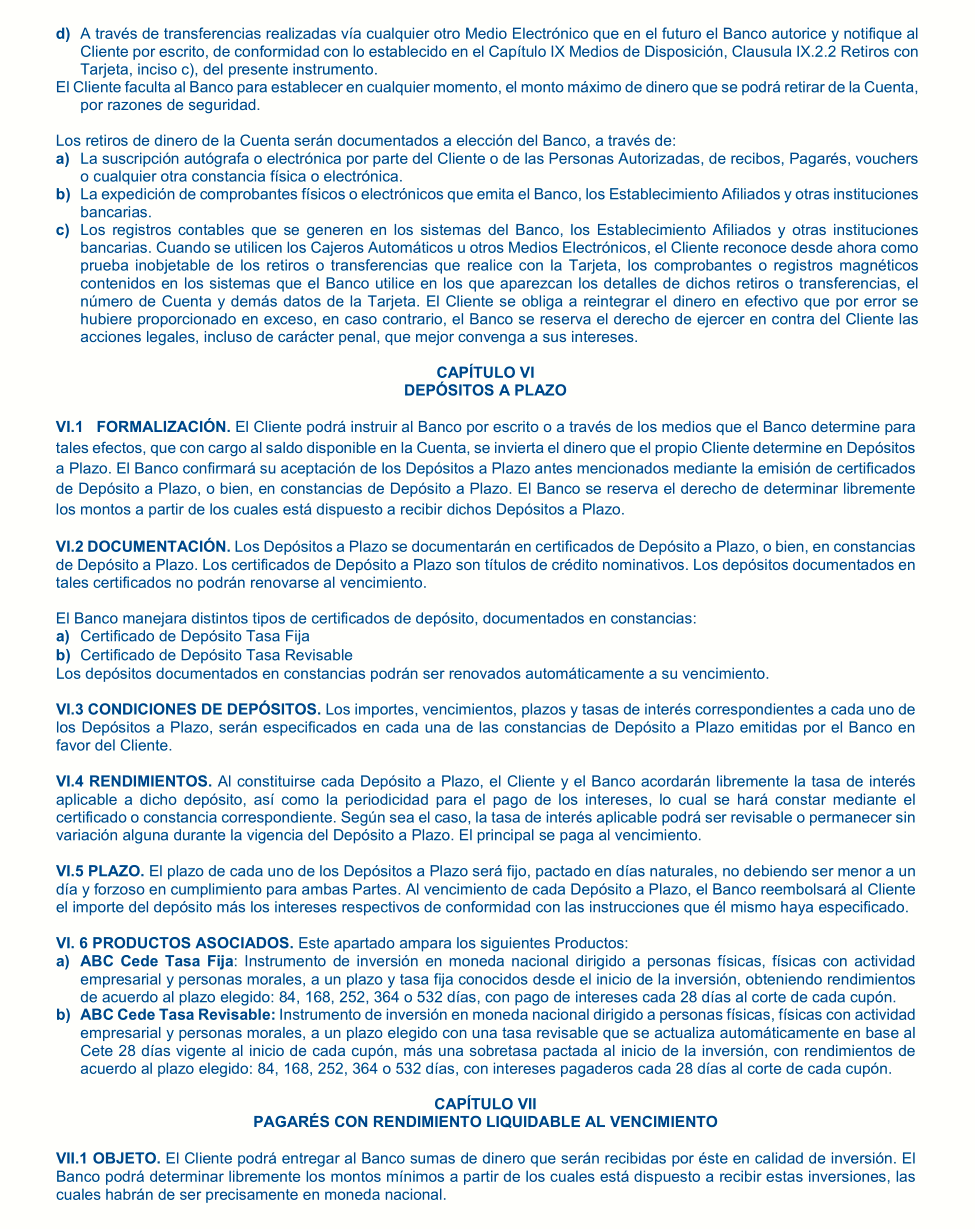 d) A través de transferencias realizadas vía cualquier otro Medio Electrónico que en el futuro el Banco autorice y notifique al
Cliente por escrito, de conformidad con lo establecido en el Capítulo IX Medios de Disposición, Clausula IX.2.2 Retiros con
Tarjeta, inciso c), del presente instrumento.
El Cliente faculta al Banco para establecer en cualquier momento, el monto máximo de dinero que se podrá retirar de la Cuenta,
por razones de seguridad.
Los retiros de dinero de la Cuenta serán documentados a elección del Banco, a través de:
a) La suscripción autógrafa o electrónica por parte del Cliente o de las Personas Autorizadas, de recibos, Pagarés, vouchers
o cualquier otra constancia física o electrónica.
b) La expedición de comprobantes físicos o electrónicos que emita el Banco, los Establecimiento Afiliados y otras instituciones
bancarias.
c) Los registros contables que se generen en los sistemas del Banco, los Establecimiento Afiliados y otras instituciones
bancarias. Cuando se utilicen los Cajeros Automáticos u otros Medios Electrónicos, el Cliente reconoce desde ahora como
prueba inobjetable de los retiros o transferencias que realice con la Tarjeta, los comprobantes o registros magnéticos
contenidos en los sistemas que el Banco utilice en los que aparezcan los detalles de dichos retiros o transferencias, el
número de Cuenta y demás datos de la Tarjeta. El Cliente se obliga a reintegrar el dinero en efectivo que por error se
hubiere proporcionado en exceso, en caso contrario, el Banco se reserva el derecho de ejercer en contra del Cliente las
acciones legales, incluso de carácter penal, que mejor convenga a sus intereses.
CAPÍTULO VI
DEPÓSITOS A PLAZO
VI.1 FORMALIZACIÓN. El Cliente podrá instruir al Banco por escrito o a través de los medios que el Banco determine para
tales efectos, que con cargo al saldo disponible en la Cuenta, se invierta el dinero que el propio Cliente determine en Depósitos
a Plazo. El Banco confirmará su aceptación de los Depósitos a Plazo antes mencionados mediante la emisión de certificados
de Depósito a Plazo, o bien, en constancias de Depósito a Plazo. El Banco se reserva el derecho de determinar libremente
los montos a partir de los cuales está dispuesto a recibir dichos Depósitos a Plazo.
VI.2 DOCUMENTACIÓN. Los Depósitos a Plazo se documentarán en certificados de Depósito a Plazo, o bien, en constancias
de Depósito a Plazo. Los certificados de Depósito a Plazo son títulos de crédito nominativos. Los depósitos documentados en
tales certificados no podrán renovarse al vencimiento.
El Banco manejara distintos tipos de certificados de depósito, documentados en constancias:
a) Certificado de Depósito Tasa Fija
b) Certificado de Depósito Tasa Revisable
Los depósitos documentados en constancias podrán ser renovados automáticamente a su vencimiento.
VI.3 CONDICIONES DE DEPÓSITOS. Los importes, vencimientos, plazos y tasas de interés correspondientes a cada uno de
los Depósitos a Plazo, serán especificados en cada una de las constancias de Depósito a Plazo emitidas por el Banco en
favor del Cliente.
VI.4 RENDIMIENTOS. Al constituirse cada Depósito a Plazo, el Cliente y el Banco acordarán libremente la tasa de interés
aplicable a dicho depósito, así como la periodicidad para el pago de los intereses, lo cual se hará constar mediante el
certificado o constancia correspondiente. Según sea el caso, la tasa de interés aplicable podrá ser revisable o permanecer sin
variación alguna durante la vigencia del Depósito a Plazo. El principal se paga al vencimiento.
VI.5 PLAZO. El plazo de cada uno de los Depósitos a Plazo será fijo, pactado en días naturales, no debiendo ser menor a un
día y forzoso en cumplimiento para ambas Partes. Al vencimiento de cada Depósito a Plazo, el Banco reembolsará al Cliente
el importe del depósito más los intereses respectivos de conformidad con las instrucciones que él mismo haya especificado.
VI. 6 PRODUCTOS ASOCIADOS. Este apartado ampara los siguientes Productos:
a) ABC Cede Tasa Fija: Instrumento de inversión en moneda nacional dirigido a personas físicas, físicas con actividad
empresarial y personas morales, a un plazo y tasa fija conocidos desde el inicio de la inversión, obteniendo rendimientos
de acuerdo al plazo elegido: 84, 168, 252, 364 o 532 días, con pago de intereses cada 28 días al corte de cada cupón.
b) ABC Cede Tasa Revisable: Instrumento de inversión en moneda nacional dirigido a personas físicas, físicas con actividad
empresarial y personas morales, a un plazo elegido con una tasa revisable que se actualiza automáticamente en base al
Cete 28 días vigente al inicio de cada cupón, más una sobretasa pactada al inicio de la inversión, con rendimientos de
acuerdo al plazo elegido: 84, 168, 252, 364 o 532 días, con intereses pagaderos cada 28 días al corte de cada cupón.
CAPÍTULO VII
PAGARÉS CON RENDIMIENTO LIQUIDABLE AL VENCIMIENTO
VII.1 OBJETO. El Cliente podrá entregar al Banco sumas de dinero que serán recibidas por éste en calidad de inversión. El
Banco podrá determinar libremente los montos mínimos a partir de los cuales está dispuesto a recibir estas inversiones, las
cuales habrán de ser precisamente en moneda nacional.